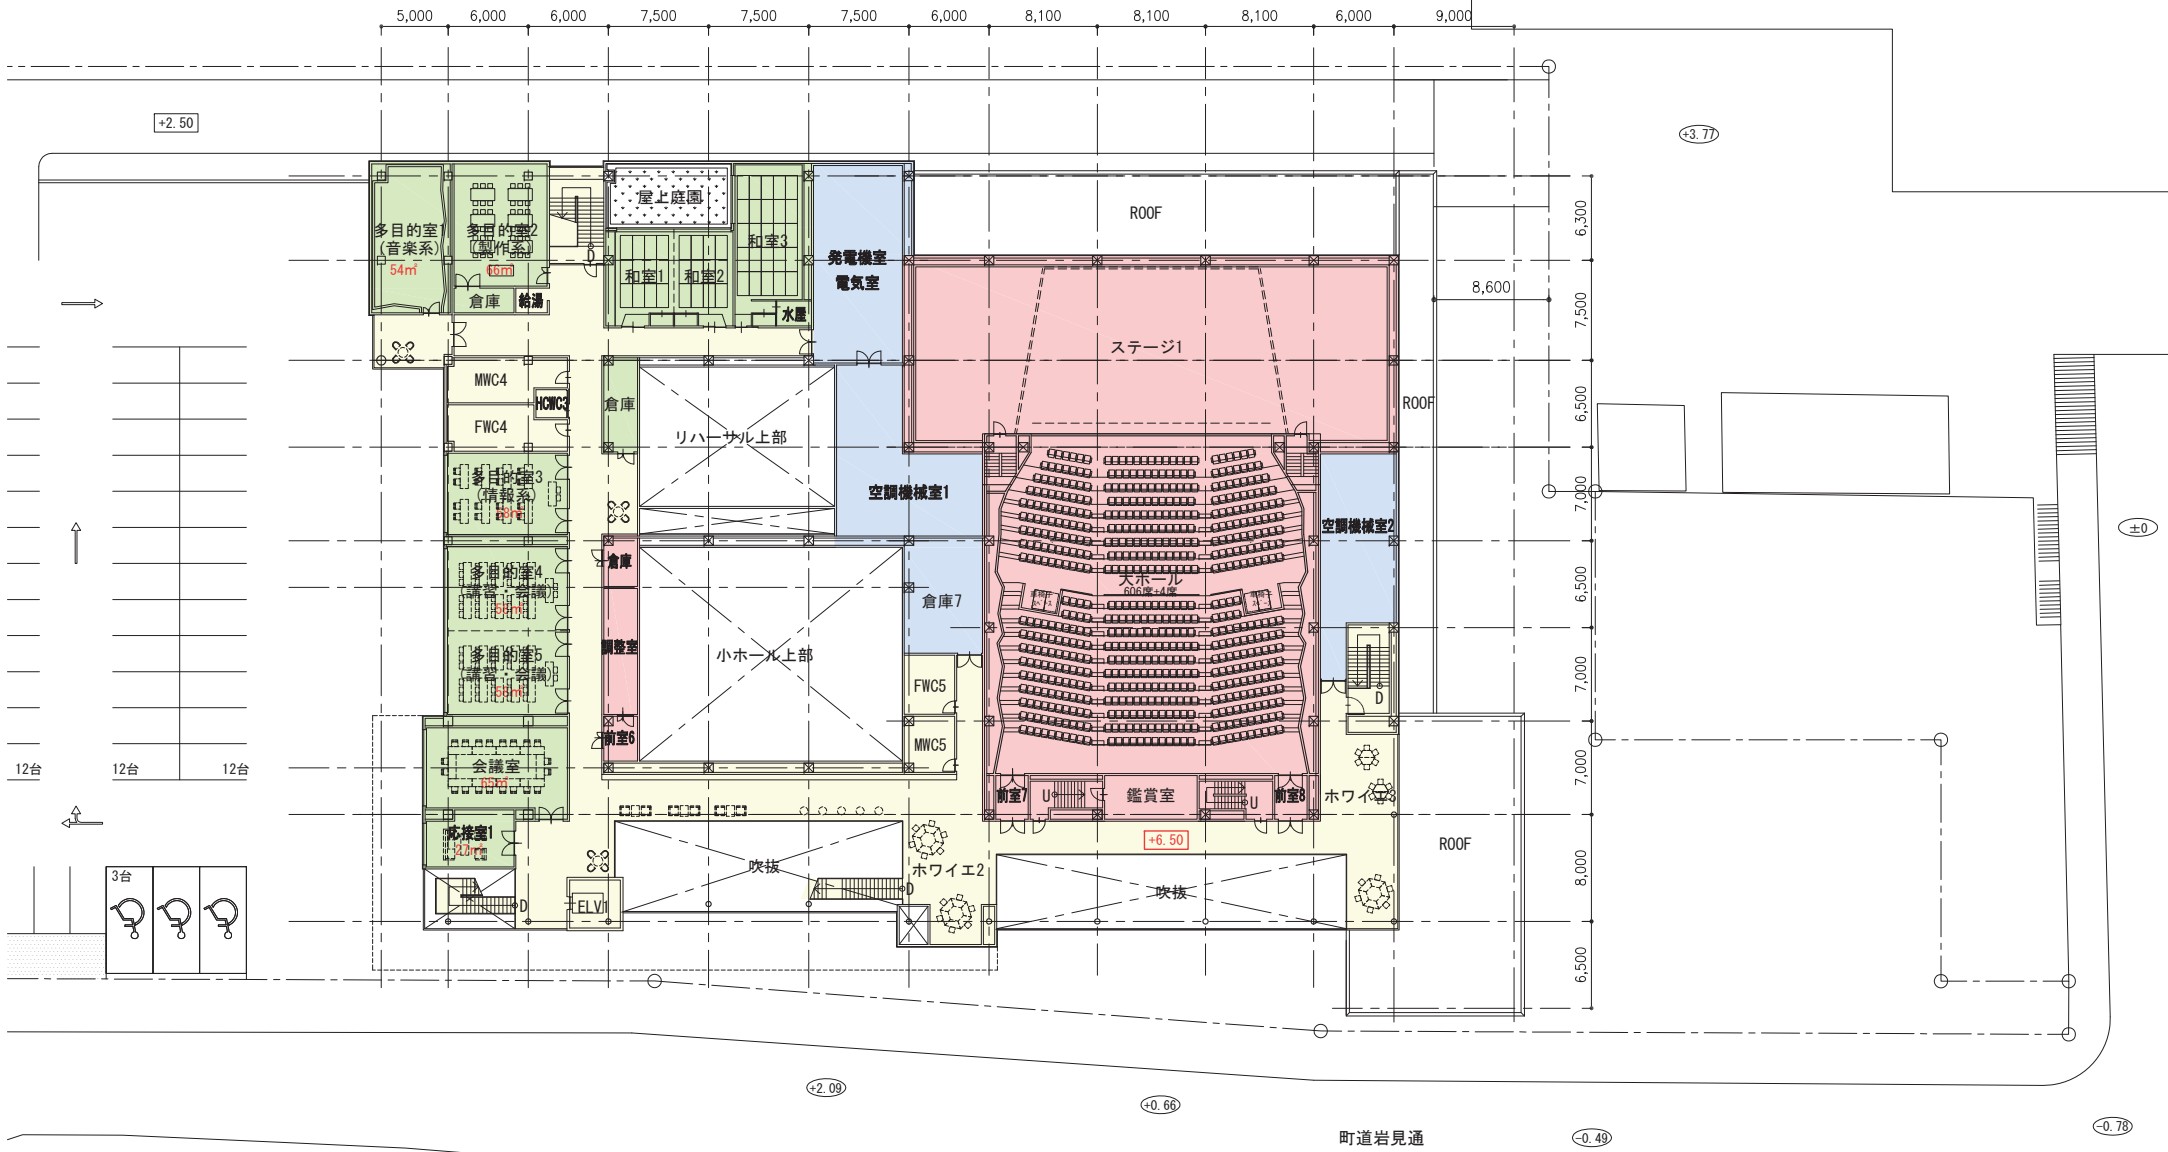 5,000 6,000 6,000 7,500 7,500 7,500 6,000 8,100 8,100 8,100 6,000 9,000
+2.50
+3.77
屋上庭園
ROOF
6,300
多目的室1
(音楽系)
54㎡
多目的室2
(製作系)
66㎡
D
和室3
和室1
和室2
発電機室
電気室
倉庫
給湯
水屋
8,600
7,500
ステージ1
MWC4
HCWC3
FWC4
倉庫
リハーサル上部
ROOF
6,500
多目的室3
(情報系)
空調機械室1
空調機械室2
7,000
±0
倉庫
多目的室4
(講習・会議)
58㎡
大ホール
606席+4席
倉庫7
6,500
調整室
多目的室5
(講習・会議)
58㎡
小ホール上部
FWC5
D
7,000
前室6
MWC5
会議室
65㎡
12台 12台 12台
7,000
前室7
U
鑑賞室
U
前室8
ホワイエ3
応接室1
27㎡
+6.50
ROOF
吹抜
ホワイエ2
吹抜
8,000
3台
D
ELV1
D
6,500
+2.09
+0.66
町道岩見通
-0.49
-0.78